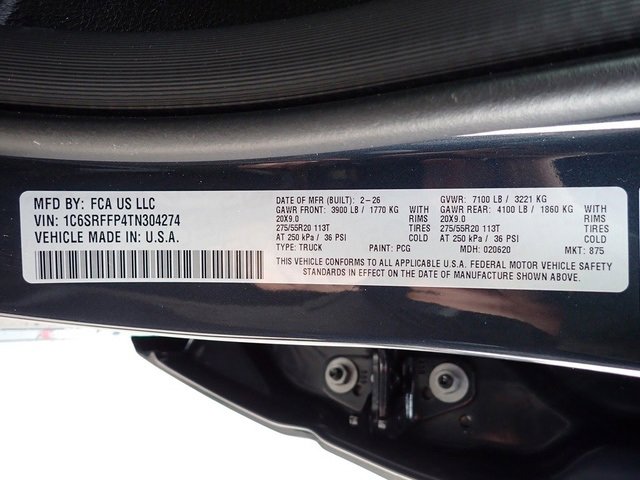 MFD BY: FCA US LLC
VIN: 1C6SRFFP4TN304274
VEHICLE MADE IN: U.S.A.
DATE OF MFR (BUILT): 2-26
GAWR FRONT: 3900 LB / 1770 KG WITH
20X9.0 RIMS
275/55R20 113T TIRES
AT 250 kPa / 36 PSI COLD
TYPE: TRUCK PAINT: PCG
GVWR: 7100 LB / 3221 KG
GAWR REAR: 4100 LB / 1860 KG WITH
20X9.0 RIMS
275/55R20 113T TIRES
AT 250 kPa / 36 PSI COLD
MDH: 020620 MKT: 875
THIS VEHICLE CONFORMS TO ALL APPLICABLE U.S.A. FEDERAL MOTOR VEHICLE SAFETY
STANDARDS IN EFFECT ON THE DATE OF MANUFACTURE SHOWN ABOVE.